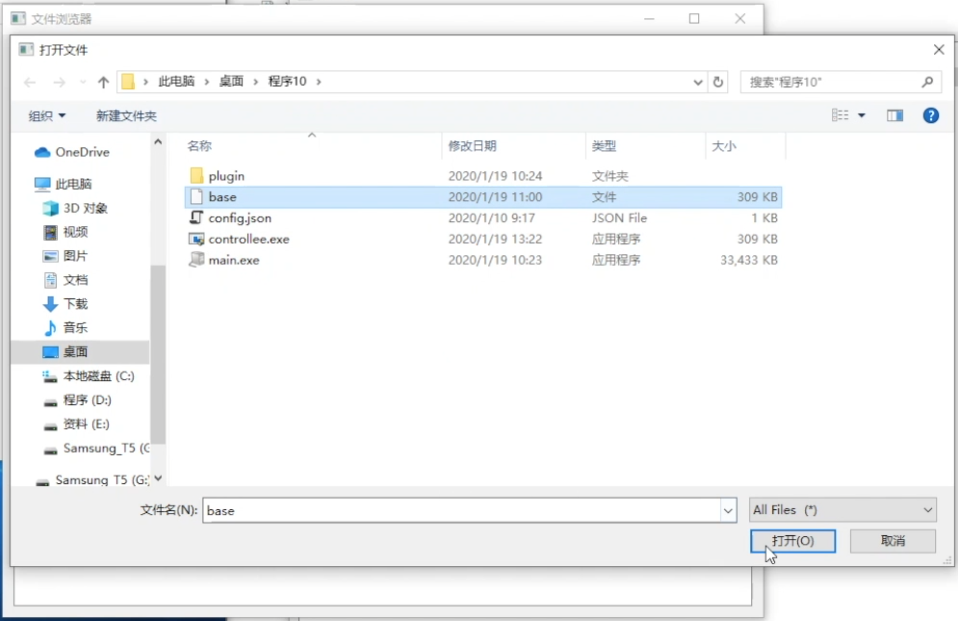 文件浏览器
打开文件
此电脑 › 桌面 › 程序10 ›
搜索"程序10"
组织
新建文件夹
名称 修改日期 类型 大小
OneDrive
此电脑
3D 对象
视频
图片
文档
下载
音乐
桌面
本地磁盘 (C:)
程序 (D:)
资料 (E:)
Samsung_T5 (G
Samsung T5 (G:)
plugin 2020/1/19 10:24 文件夹
base 2020/1/19 11:00 文件 309 KB
config.json 2020/1/10 9:17 JSON File 1 KB
controllee.exe 2020/1/19 13:22 应用程序 309 KB
main.exe 2020/1/19 10:23 应用程序 33,433 KB
文件名(N): base
All Files (*)
打开(O)
取消